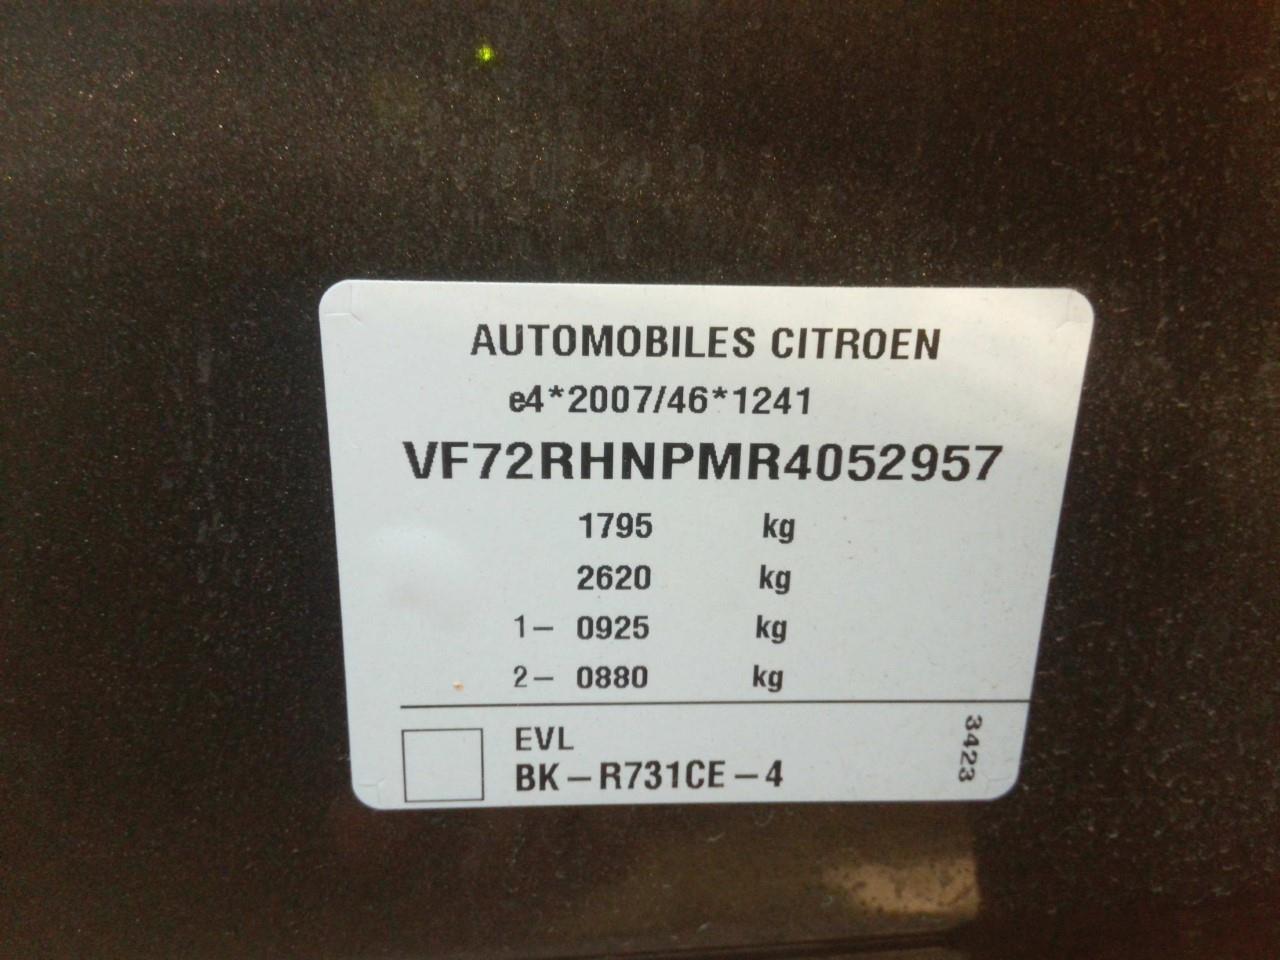 AUTOMOBILES CITROEN
e4*2007/46*1241
VF72RHNPMR4052957
1795 kg
2620 kg
1- 0925 kg
2- 0880 kg
EVL
BK-R731CE-4
3423